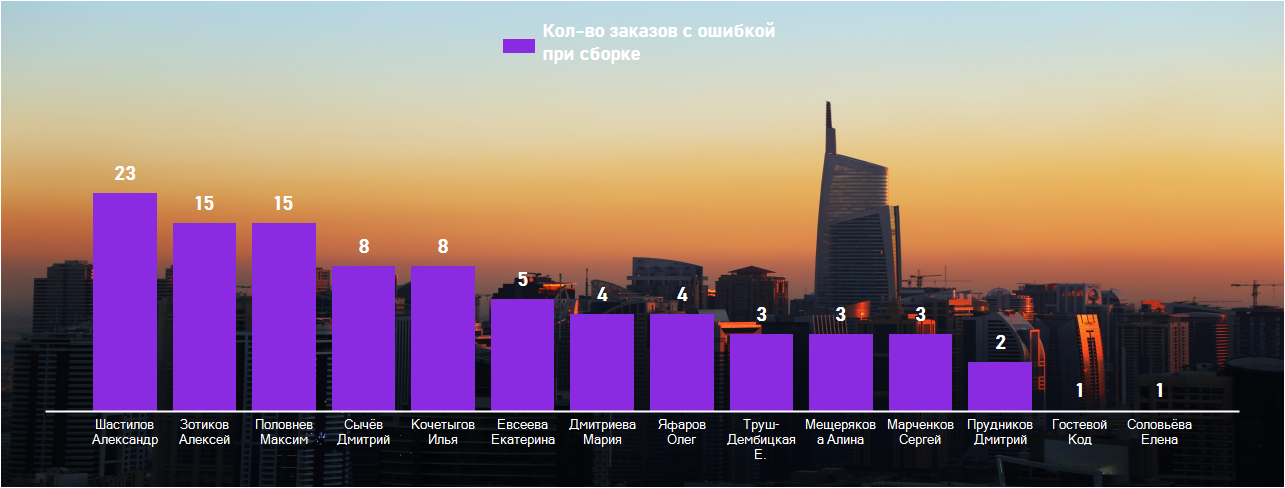 Кол-во заказов с ошибкой
при сборке
23
15
15
8
8
5
4
4
3
3
3
2
1
1
Шастилов
Александр
Зотиков
Алексей
Половнев
Максим
Сычёв
Дмитрий
Кочетыгов
Илья
Евсеева
Екатерина
Дмитриева
Мария
Яфаров
Олег
Труш-
Дембицкая
Е.
Мещеряков
а Алина
Марченков
Сергей
Прудников
Дмитрий
Гостевой
Код
Соловьёва
Елена